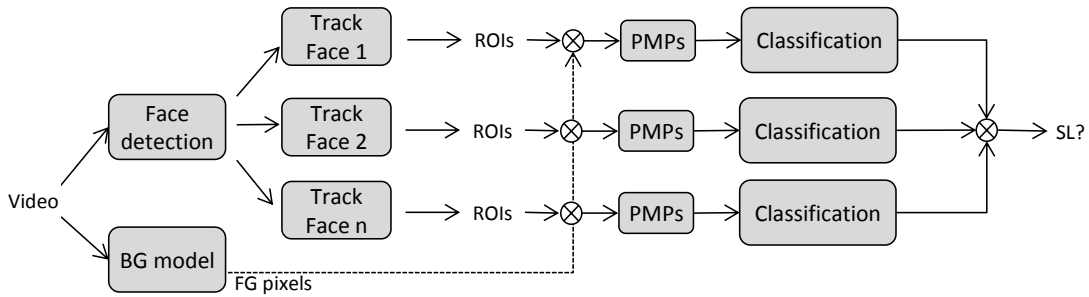 Track
Face 1
ROIs
PMPs
Classification
Face
detection
Track
Face 2
ROIs
PMPs
Classification
SL?
Video
Track
Face n
ROIs
PMPs
Classification
BG model
FG pixels